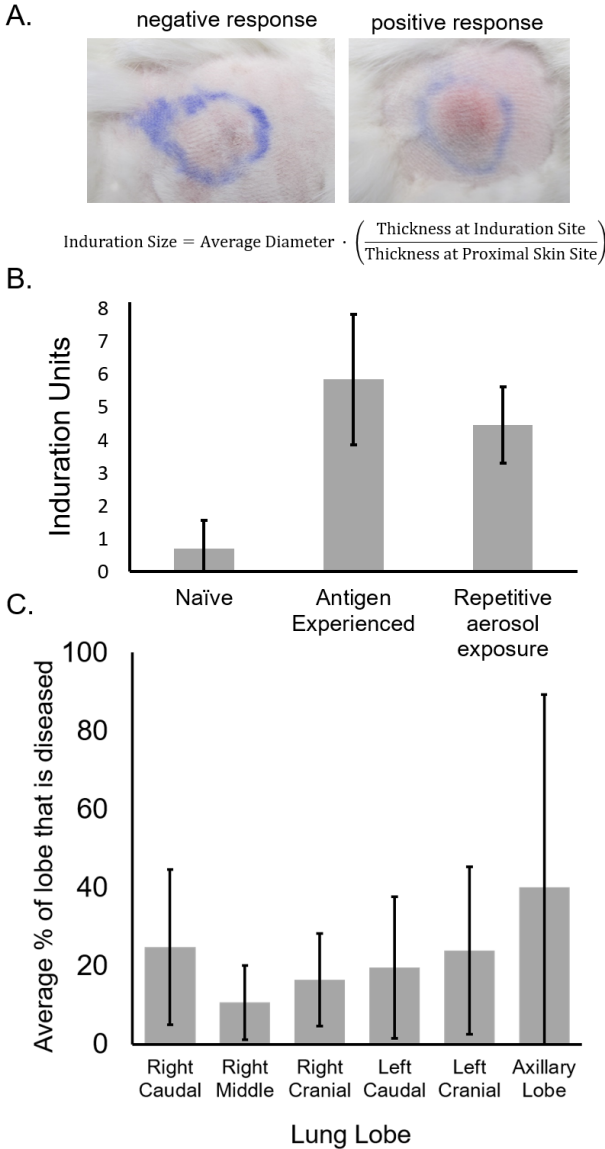 A.
negative response
positive response
Induration Size = Average Diameter · (Thickness at Induration Site / Thickness at Proximal Skin Site)
B.
Induration Units
8
7
6
5
4
3
2
1
0
Naïve
Antigen
Experienced
Repetitive
aerosol
exposure
C.
Average % of lobe that is diseased
100
80
60
40
20
0
Right
Caudal
Right
Middle
Right
Cranial
Left
Caudal
Left
Cranial
Axillary
Lobe
Lung Lobe